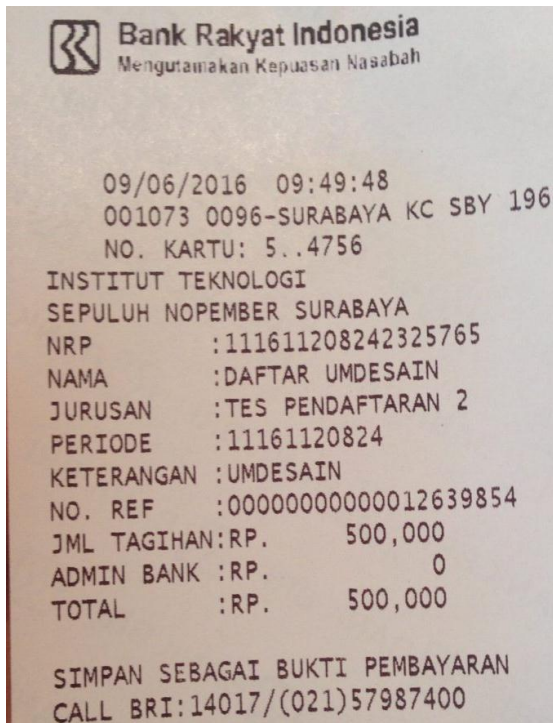 Bank Rakyat Indonesia
Mengutamakan Kepuasan Nasabah
09/06/2016 09:49:48
001073 0096-SURABAYA KC SBY 196
NO. KARTU: 5..4756
INSTITUT TEKNOLOGI
SEPULUH NOPEMBER SURABAYA
NRP :111611208242325765
NAMA :DAFTAR UMDESAIN
JURUSAN :TES PENDAFTARAN 2
PERIODE :11161120824
KETERANGAN :UMDESAIN
NO. REF :00000000000012639854
JML TAGIHAN:RP. 500,000
ADMIN BANK :RP. 0
TOTAL :RP. 500,000
SIMPAN SEBAGAI BUKTI PEMBAYARAN
CALL BRI:14017/(021)57987400